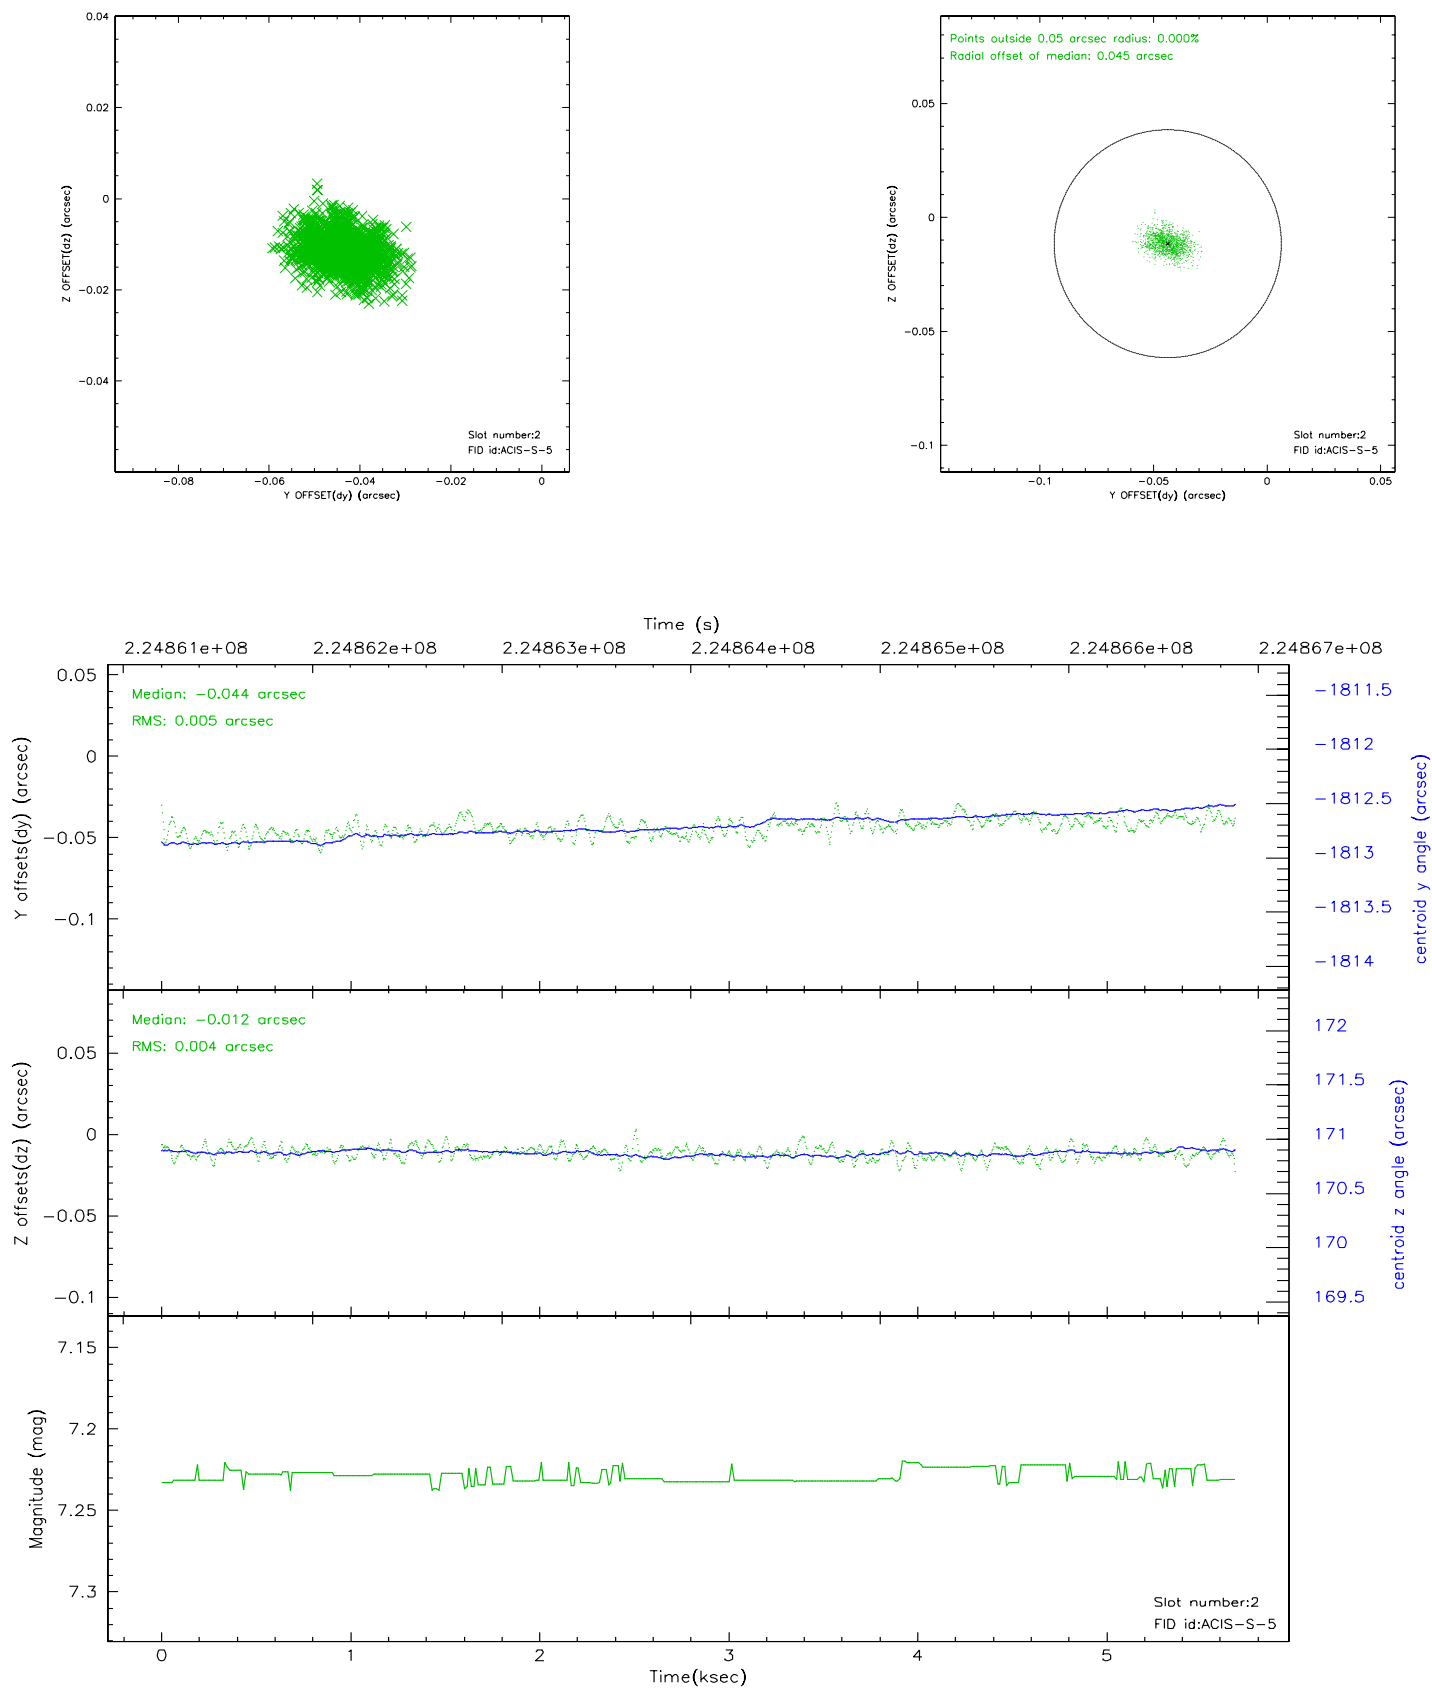 0.04
0.02
0
−0.02
−0.04
Z OFFSET(dz) (arcsec)
Slot number:2
FID id:ACIS−S−5
−0.08
−0.06
−0.04
−0.02
0
Y OFFSET(dy) (arcsec)
Points outside 0.05 arcsec radius: 0.000%
Radial offset of median: 0.045 arcsec
0.05
0
−0.05
−0.1
Z OFFSET(dz) (arcsec)
Slot number:2
FID id:ACIS−S−5
−0.1
−0.05
0
0.05
Y OFFSET(dy) (arcsec)
Time (s)
2.24861e+08
2.24862e+08
2.24863e+08
2.24864e+08
2.24865e+08
2.24866e+08
2.24867e+08
Median: −0.044 arcsec
RMS: 0.005 arcsec
0.05
0
−0.05
−0.1
Y offsets(dy) (arcsec)
−1811.5
−1812
−1812.5
−1813
−1813.5
−1814
centroid y angle (arcsec)
Median: −0.012 arcsec
RMS: 0.004 arcsec
0.05
0
−0.05
−0.1
Z offsets(dz) (arcsec)
172
171.5
171
170.5
170
169.5
centroid z angle (arcsec)
7.15
7.2
7.25
7.3
Magnitude (mag)
Slot number:2
FID id:ACIS−S−5
0
1
2
3
4
5
Time(ksec)